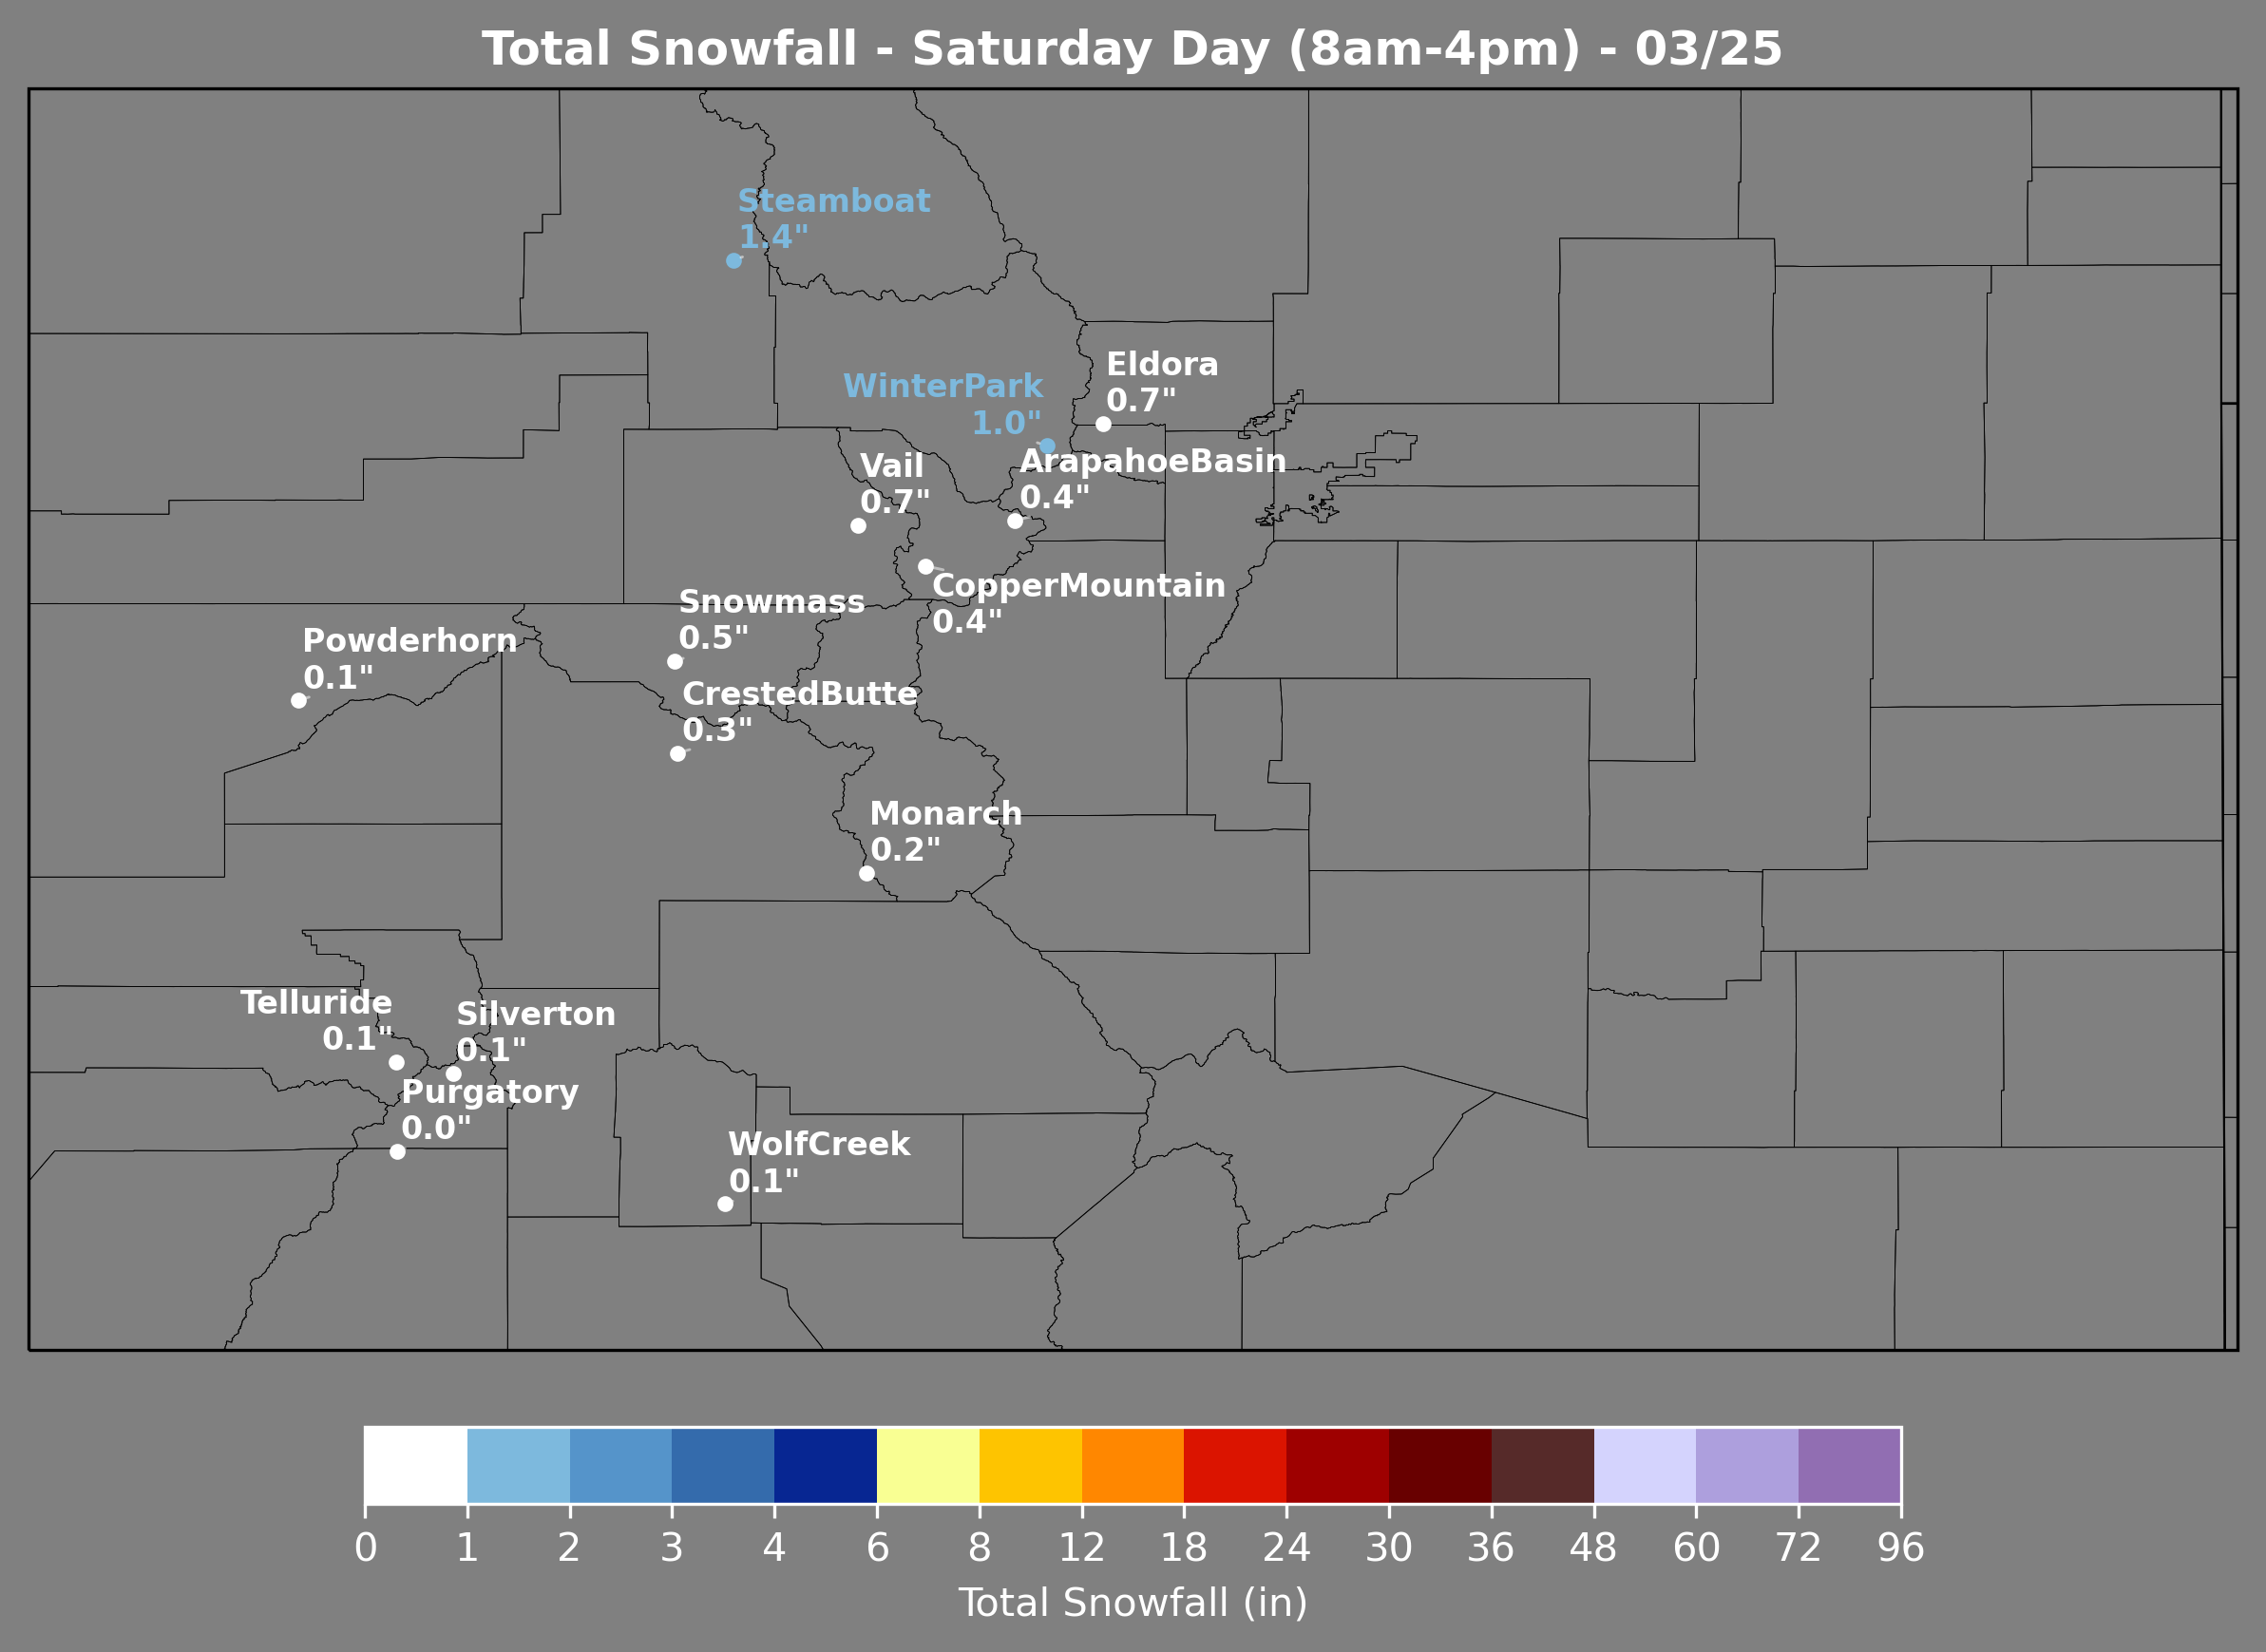 Total Snowfall - Saturday Day (8am-4pm) - 03/25
Steamboat
1.4"
Eldora
0.7"
WinterPark
1.0"
ArapahoeBasin
0.4"
Vail
0.7"
CopperMountain
0.4"
Snowmass
0.5"
Powderhorn
0.1"
CrestedButte
0.3"
Monarch
0.2"
Telluride
0.1"
Silverton
0.1"
Purgatory
0.0"
WolfCreek
0.1"
0 1 2 3 4 6 8 12 18 24 30 36 48 60 72 96
Total Snowfall (in)